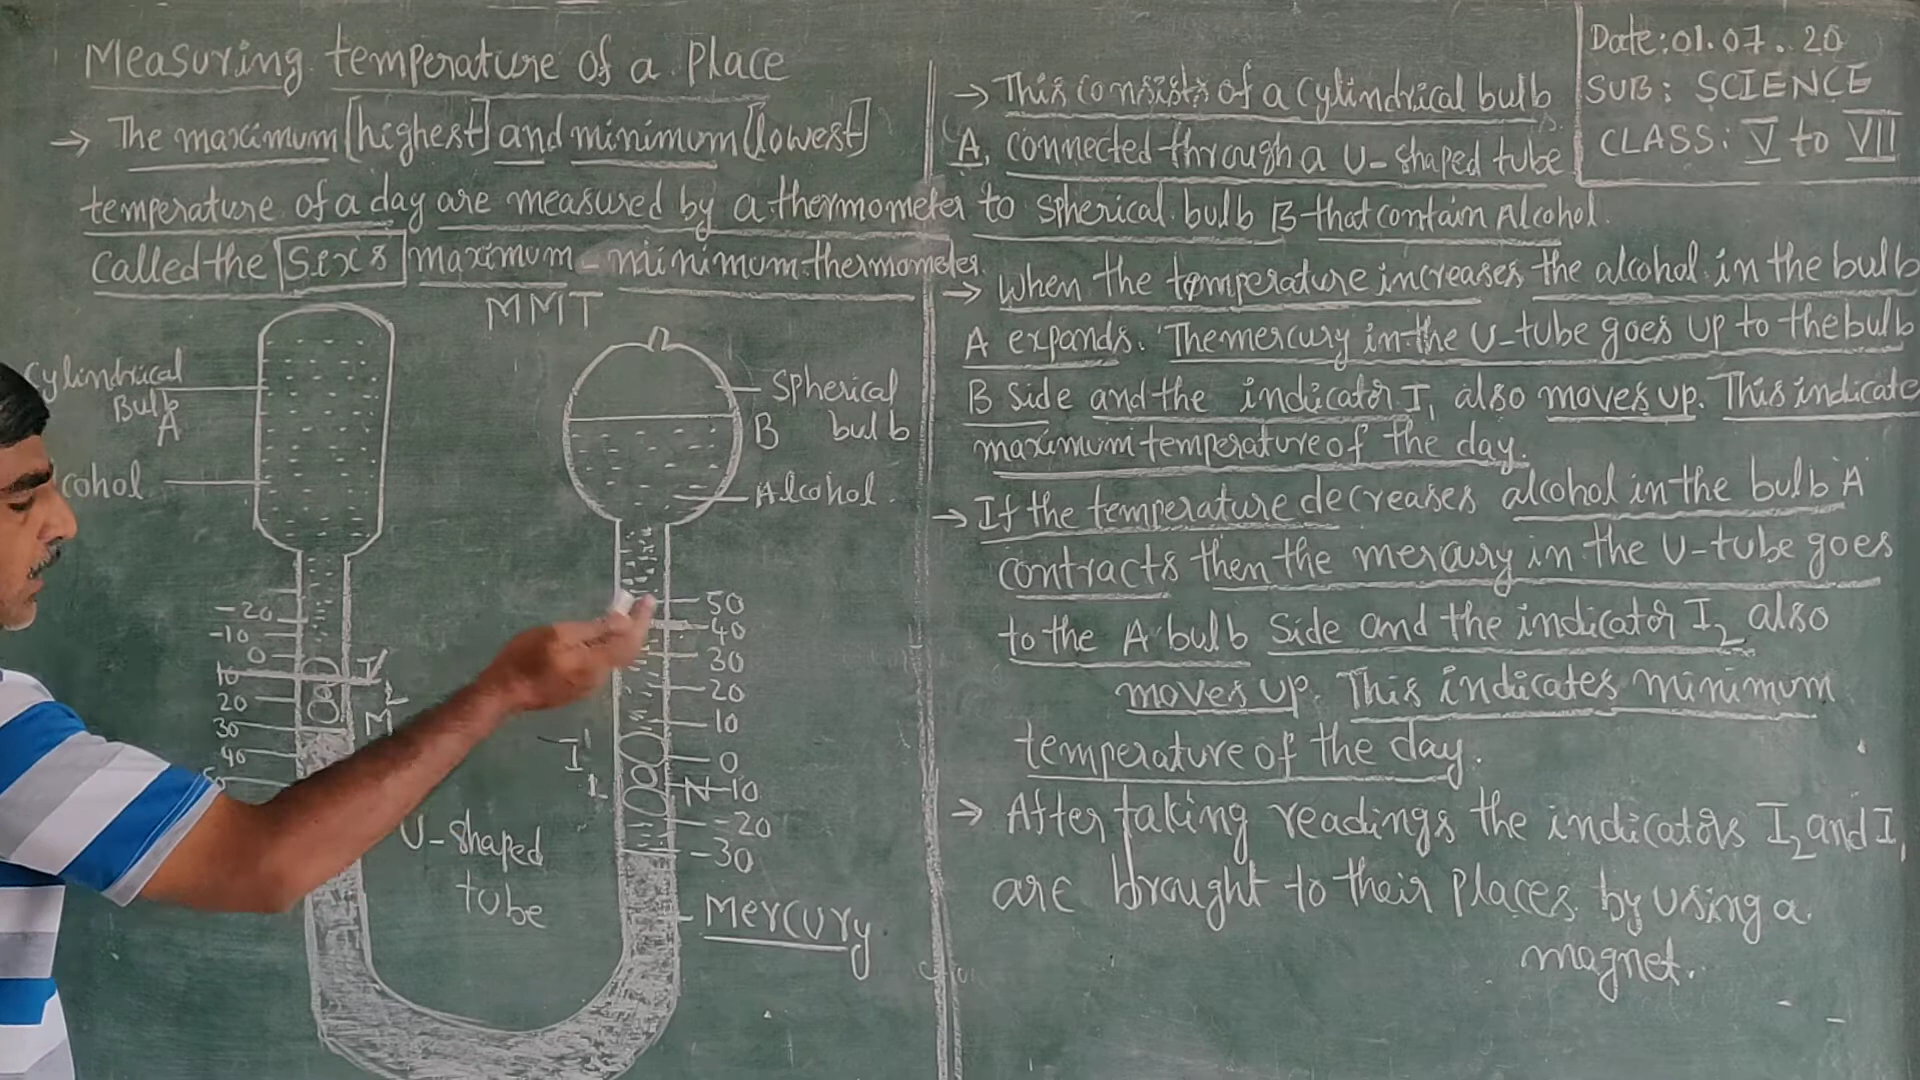 Measuring temperature of a place
→ The maximum [highest] and minimum [lowest]
temperature of a day are measured by a thermometer
called the Six's maximum-minimum thermometer.
MMT
Cylindrical
Bulb
A
cohol
Spherical
bulb
B
Alcohol.
-20
-10
0
10
20
30
40
50
40
30
20
10
0
-10
-20
-30
U-shaped
tube
Mercury
→ This consists of a cylindrical bulb
A, connected through a U-shaped tube
to spherical bulb B that contain Alcohol.
→ When the temperature increases the alcohol in the bulb
A expands. The mercury in the U-tube goes up to the bulb
B side and the indicator I1 also moves up. This indicate
maximum temperature of the day.
→ If the temperature decreases alcohol in the bulb A
contracts then the mercury in the U-tube goes
to the A bulb side and the indicator I2 also
moves up. This indicates minimum
temperature of the day.
→ After taking readings the indicators I2 and I1
are brought to their places by using a
magnet.
Date: 01.07.20
SUB: SCIENCE
CLASS: V to VII